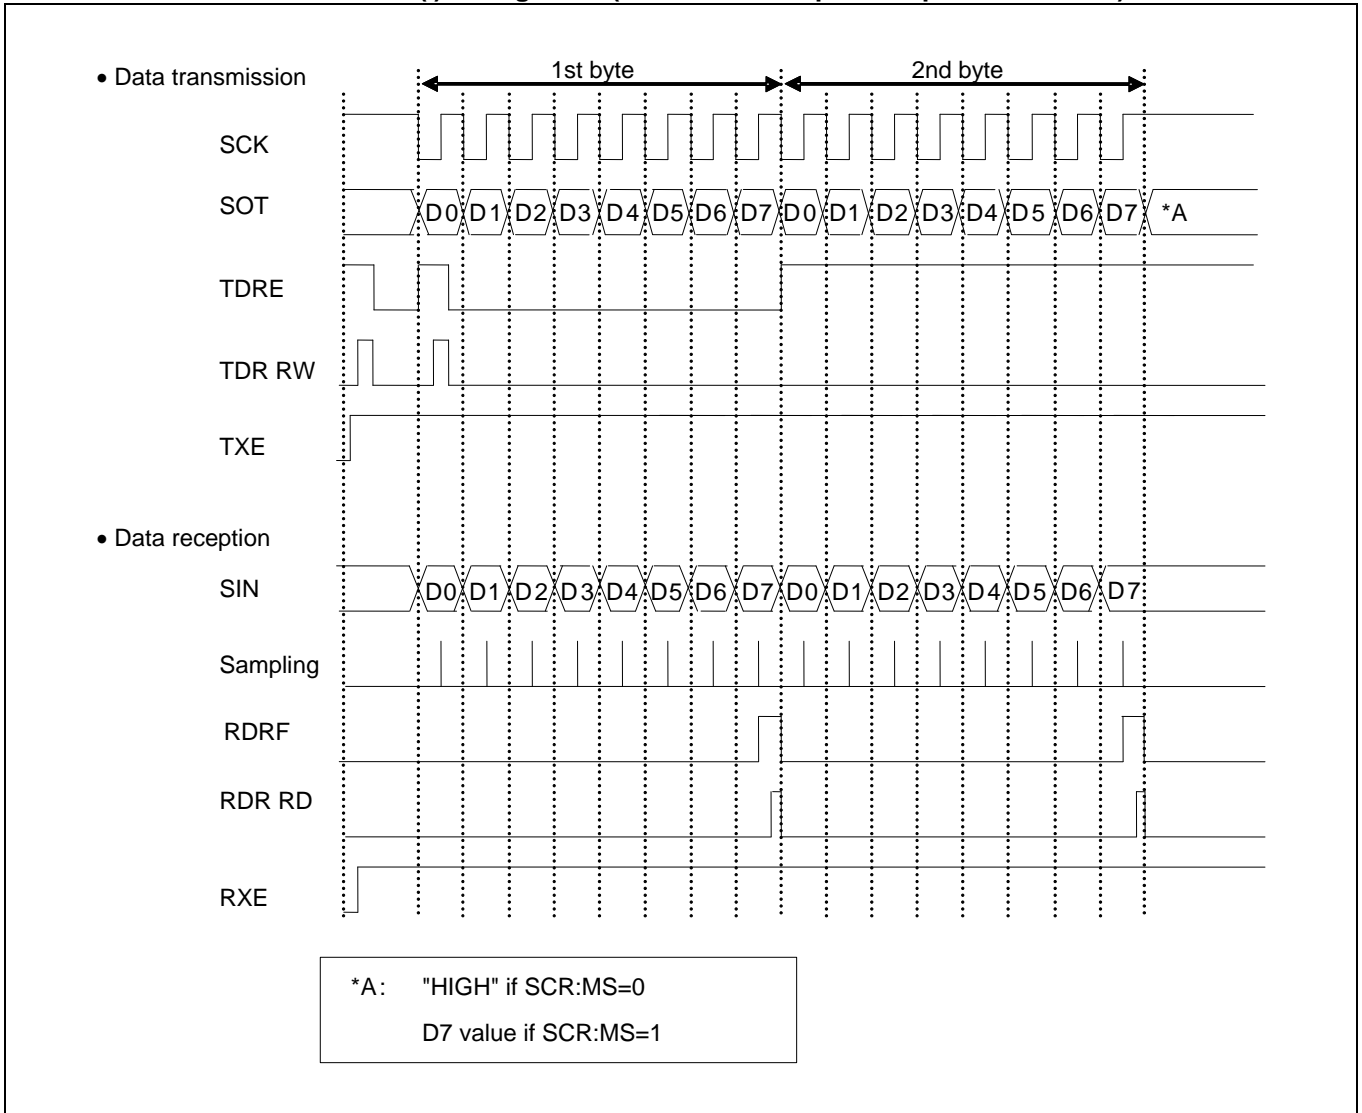 • Data transmission
1st byte
2nd byte
SCK
SOT
D0 D1 D2 D3 D4 D5 D6 D7 D0 D1 D2 D3 D4 D5 D6 D7 *A
TDRE
TDR RW
TXE
• Data reception
SIN
D0 D1 D2 D3 D4 D5 D6 D7 D0 D1 D2 D3 D4 D5 D6 D7
Sampling
RDRF
RDR RD
RXE
*A: "HIGH" if SCR:MS=0
D7 value if SCR:MS=1